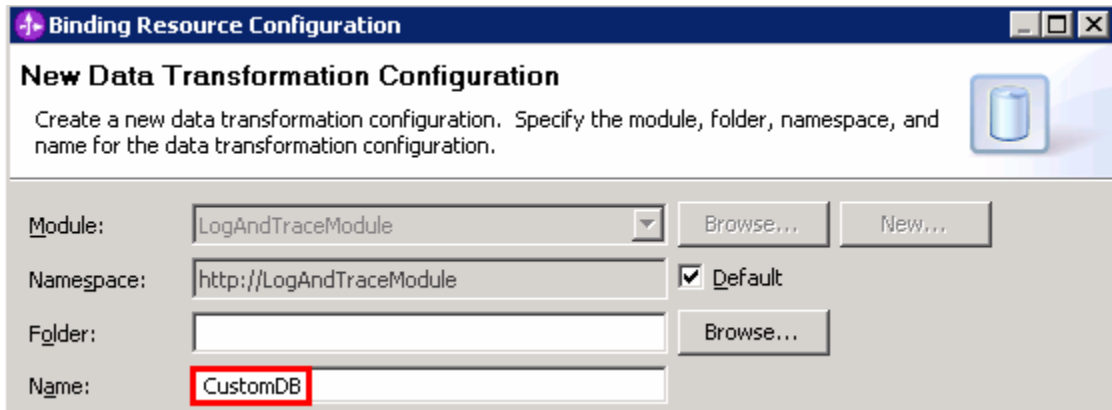 Binding Resource Configuration
New Data Transformation Configuration
Create a new data transformation configuration. Specify the module, folder, namespace, and
name for the data transformation configuration.
Module: LogAndTraceModule Browse... New...
Namespace: http://LogAndTraceModule Default
Folder: Browse...
Name: CustomDB